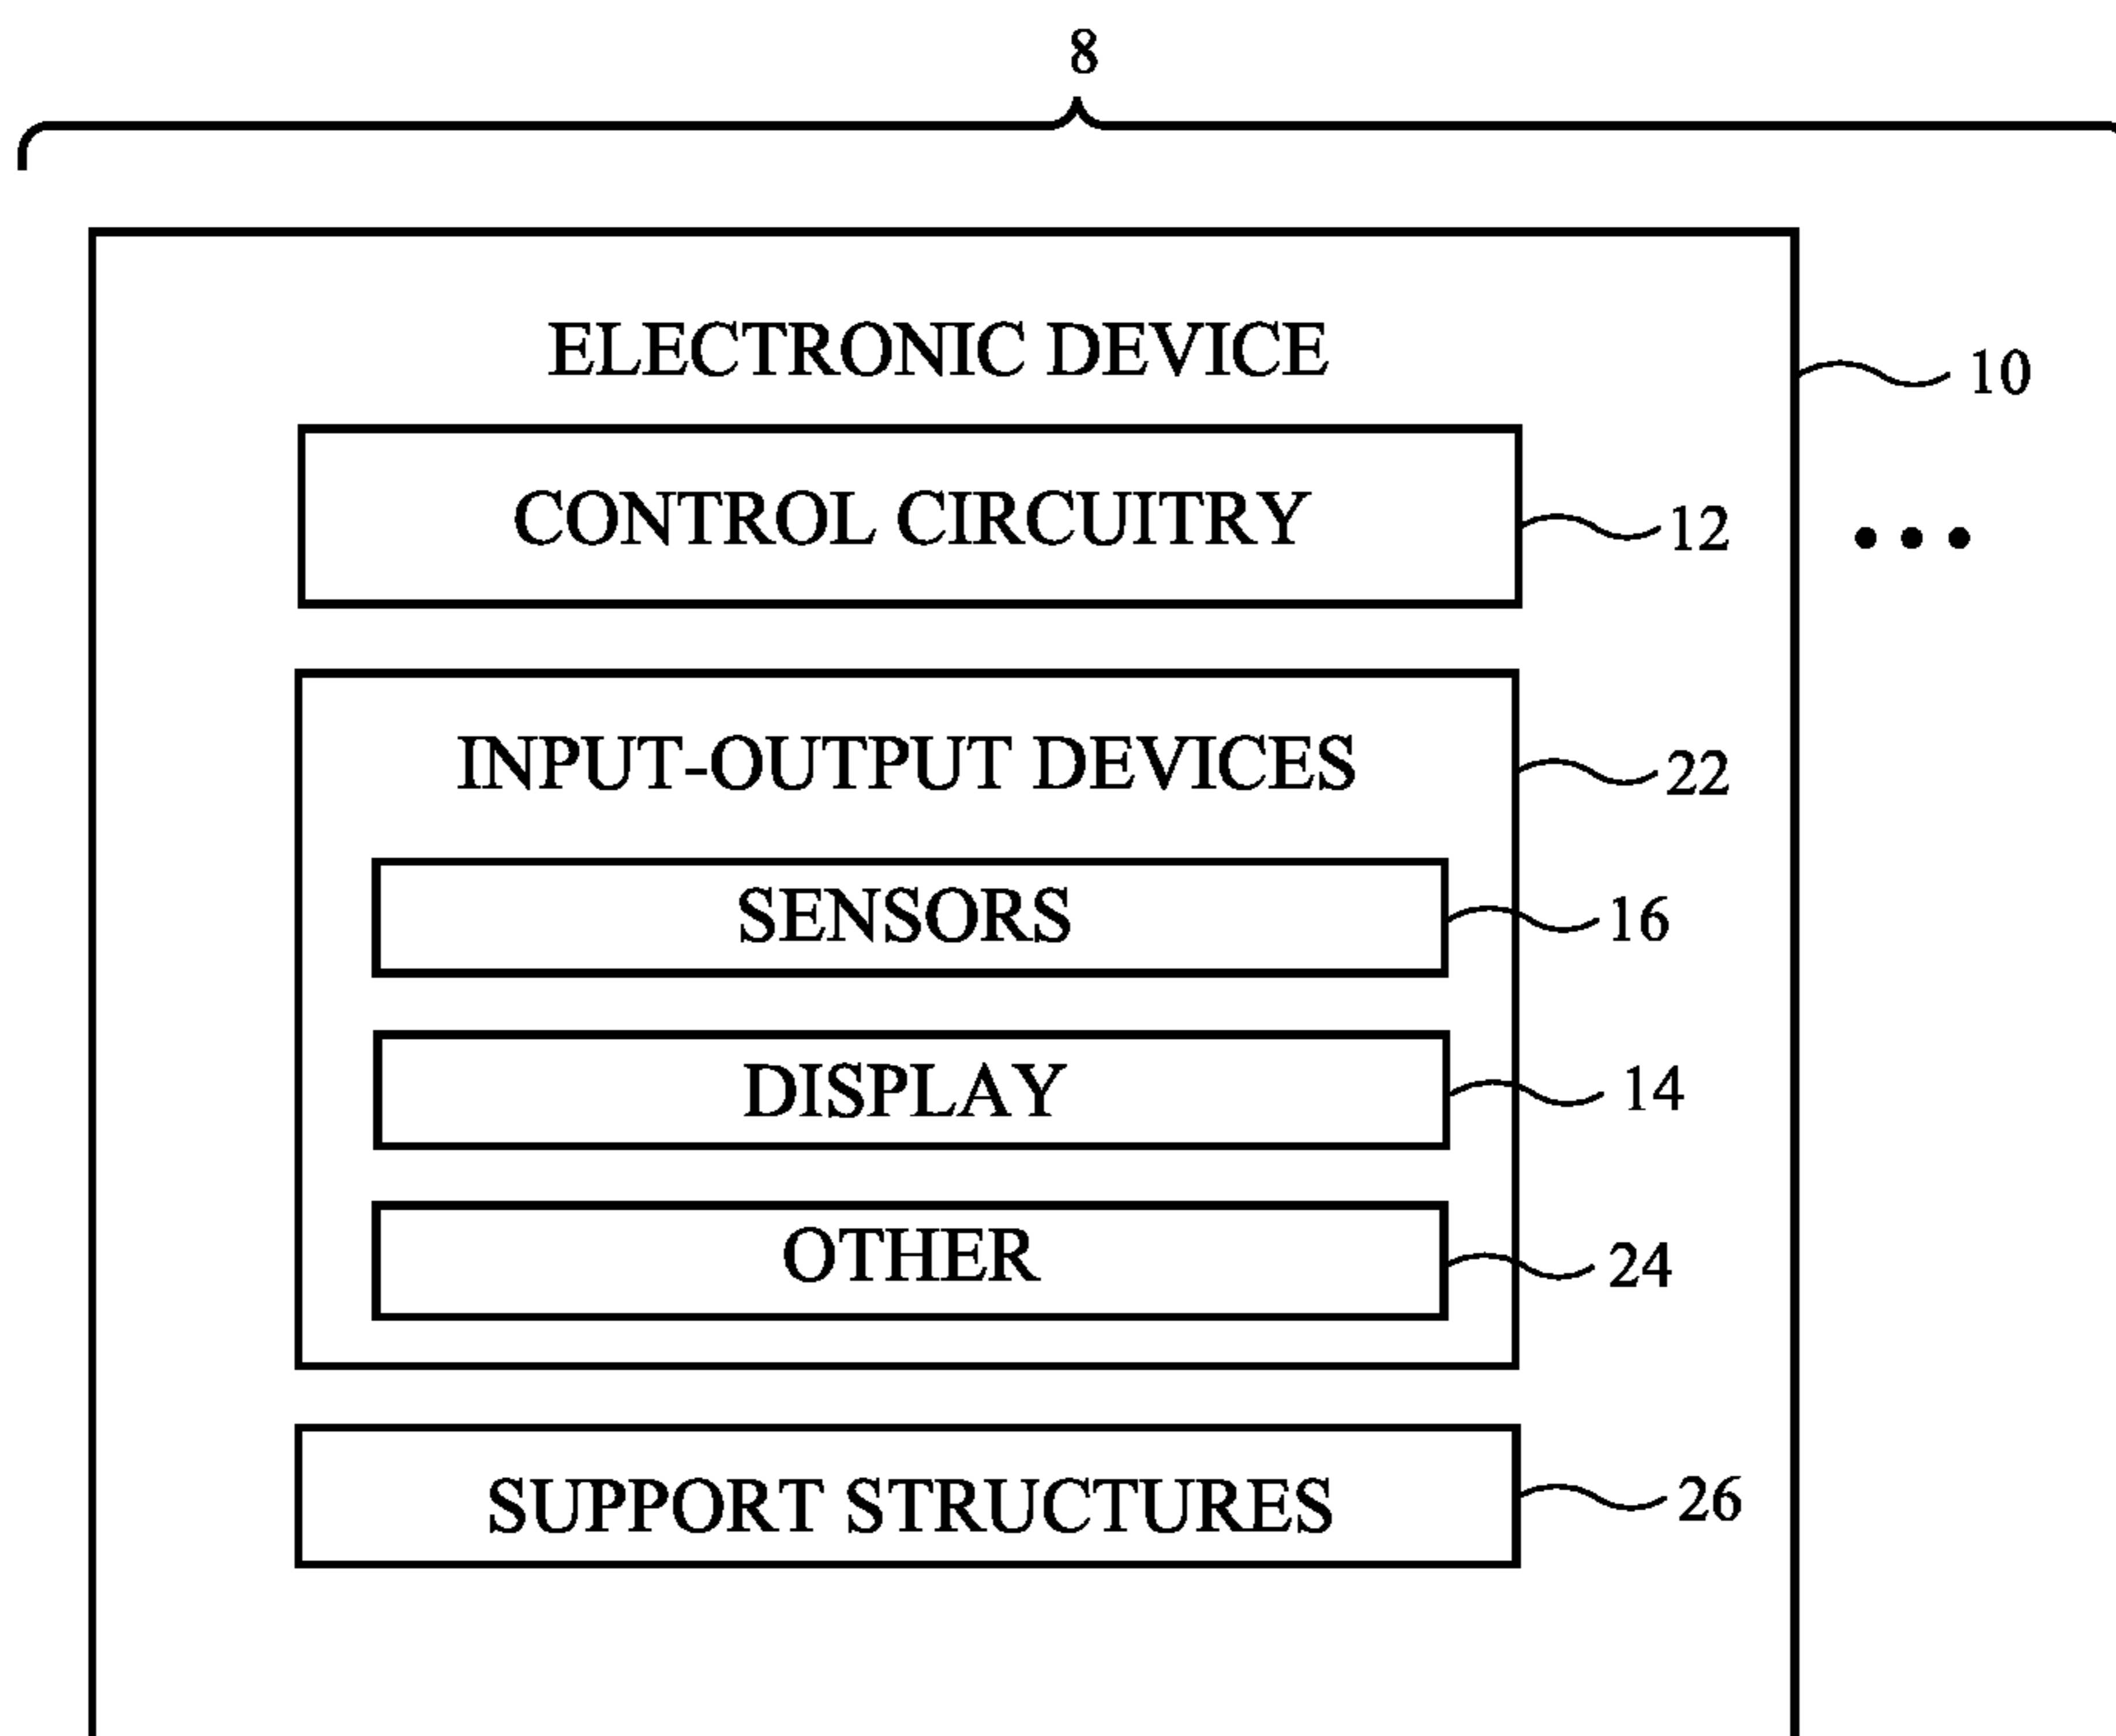 8
ELECTRONIC DEVICE
10
CONTROL CIRCUITRY
12
...
INPUT-OUTPUT DEVICES
22
SENSORS
16
DISPLAY
14
OTHER
24
SUPPORT STRUCTURES
26